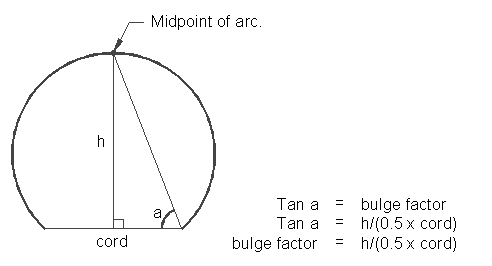 Midpoint of arc.
h
a
cord
Tan a = bulge factor
Tan a = h/(0.5 x cord)
bulge factor = h/(0.5 x cord)